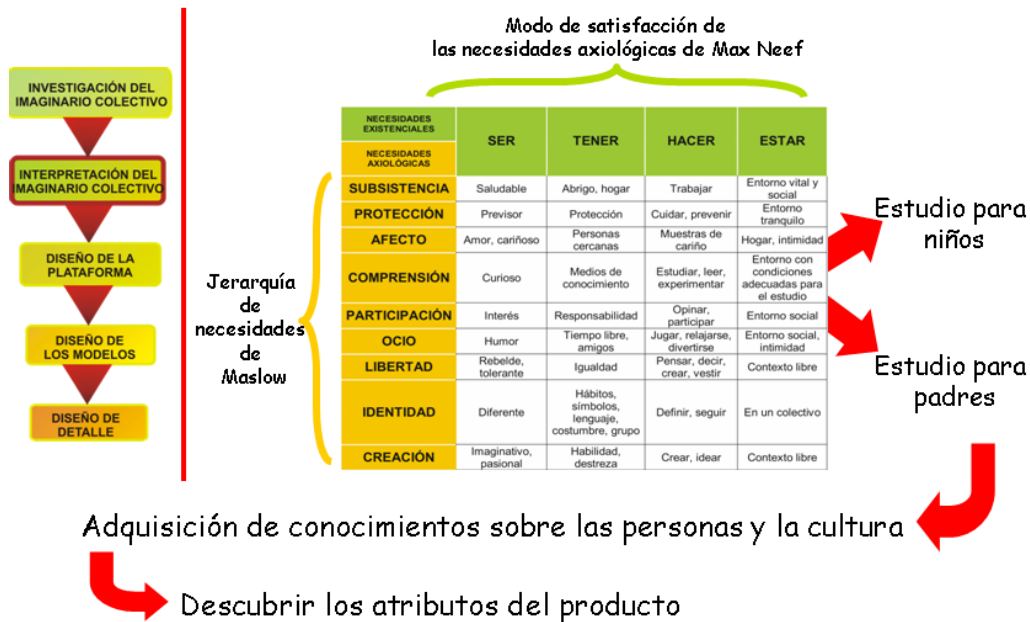 Modo de satisfacción de
las necesidades axiológicas de Max Neef
INVESTIGACIÓN DEL
IMAGINARIO COLECTIVO
INTERPRETACIÓN DEL
IMAGINARIO COLECTIVO
DISEÑO DE LA
PLATAFORMA
DISEÑO DE
LOS MODELOS
DISEÑO DE
DETALLE
Jerarquía
de
necesidades
de
Maslow
NECESIDADES
EXISTENCIALES
NECESIDADES
AXIOLÓGICAS
SER
TENER
HACER
ESTAR
SUBSISTENCIA
Saludable
Abrigo, hogar
Trabajar
Entorno vital y
social
PROTECCIÓN
Previsor
Protección
Cuidar, prevenir
Entorno
tranquilo
AFECTO
Amor, cariñoso
Personas
cercanas
Muestras de
cariño
Hogar, intimidad
COMPRENSIÓN
Curioso
Medios de
conocimiento
Estudiar, leer,
experimentar
Entorno con
condiciones
adecuadas para
el estudio
PARTICIPACIÓN
Interés
Responsabilidad
Opinar,
participar
Entorno social
OCIO
Humor
Tiempo libre,
amigos
Jugar, relajarse,
divertirse
Entorno social,
intimidad
LIBERTAD
Rebelde,
tolerante
Igualdad
Pensar, decir,
crear, vestir
Contexto libre
IDENTIDAD
Diferente
Hábitos,
símbolos,
lenguaje,
costumbre, grupo
Definir, seguir
En un colectivo
CREACIÓN
Imaginativo,
pasional
Habilidad,
destreza
Crear, idear
Contexto libre
Estudio para
niños
Estudio para
padres
Adquisición de conocimientos sobre las personas y la cultura
Descubrir los atributos del producto